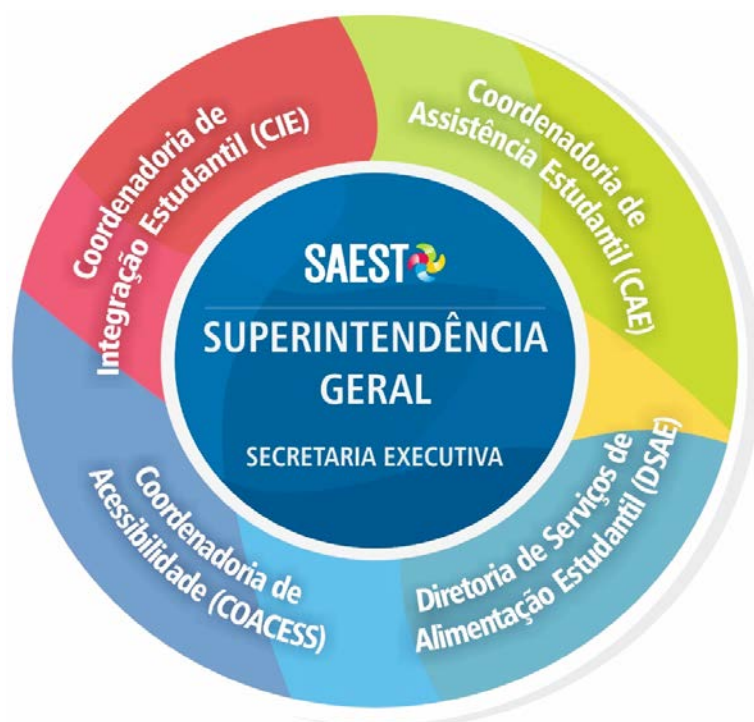 SAEST
SUPERINTENDÊNCIA
GERAL
SECRETARIA EXECUTIVA
Coordenadoria de
Integração Estudantil (CIE)
Coordenadoria de
Assistência Estudantil (CAE)
Diretoria de Serviços de
Alimentação Estudantil (DSAE)
Coordenadoria de
Acessibilidade (COACESS)